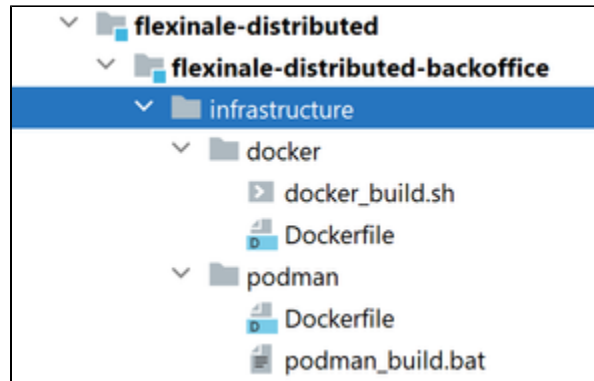 flexinale-distributed
flexinale-distributed-backoffice
infrastructure
docker
docker_build.sh
D Dockerfile
podman
D Dockerfile
podman_build.bat